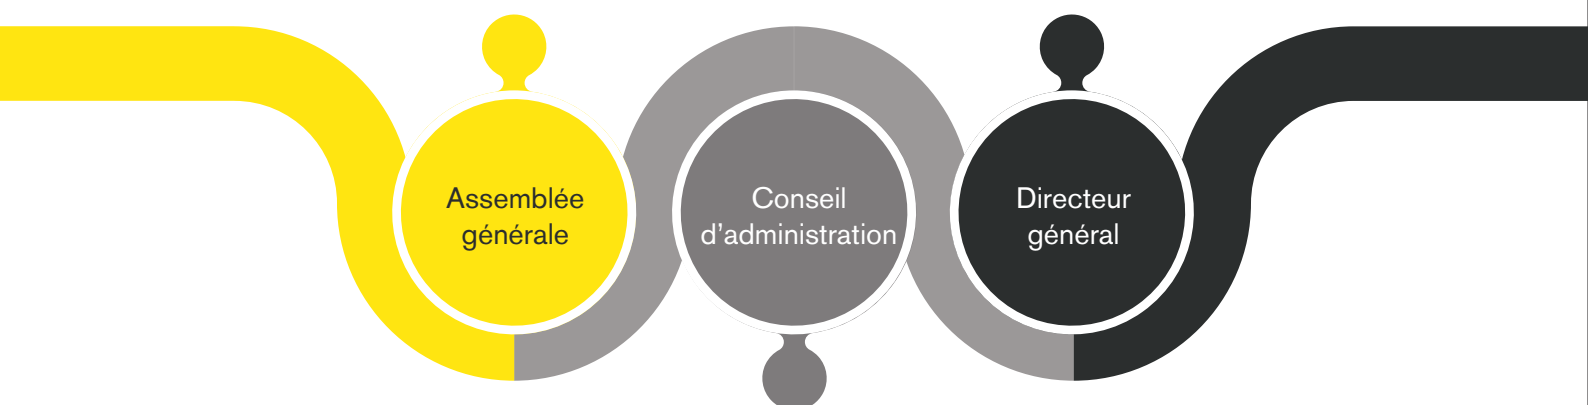 Assemblée
générale
Conseil
d’administration
Directeur
général